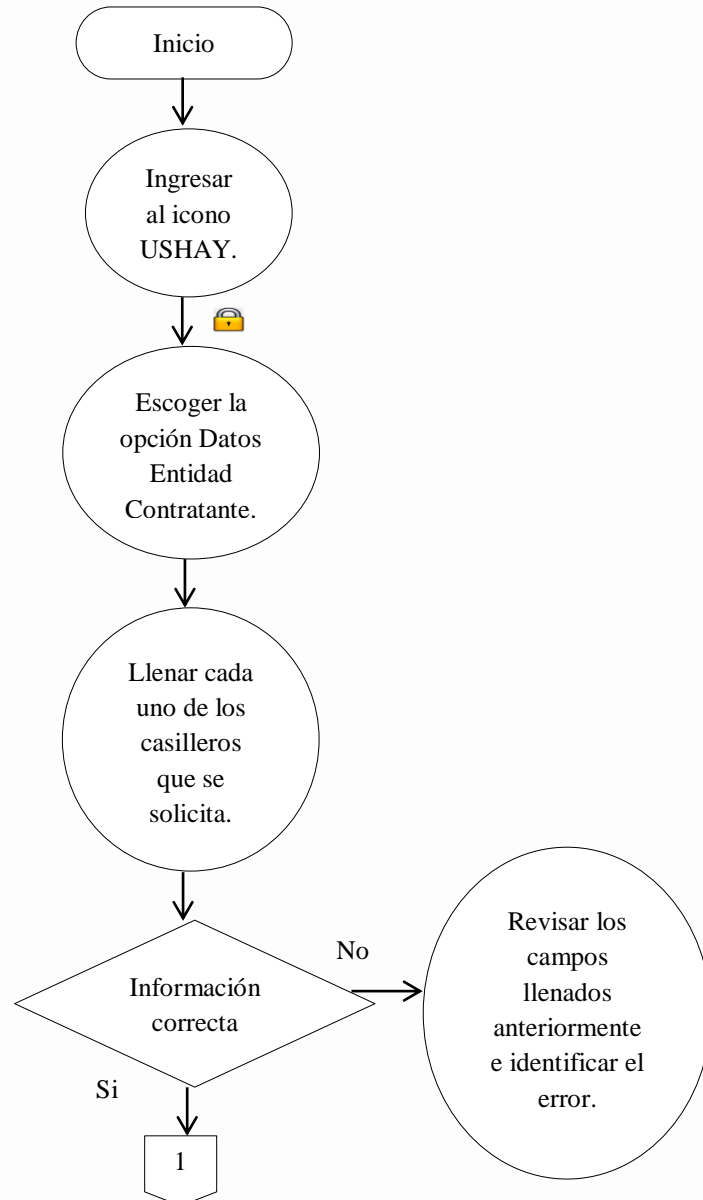 Inicio
Ingresar
al icono
USHAY.
Escoger la
opción Datos
Entidad
Contratante.
Llenar cada
uno de los
casilleros
que se
solicita.
Información
correcta
No
Revisar los
campos
llenados
anteriormente
e identificar el
error.
Si
1